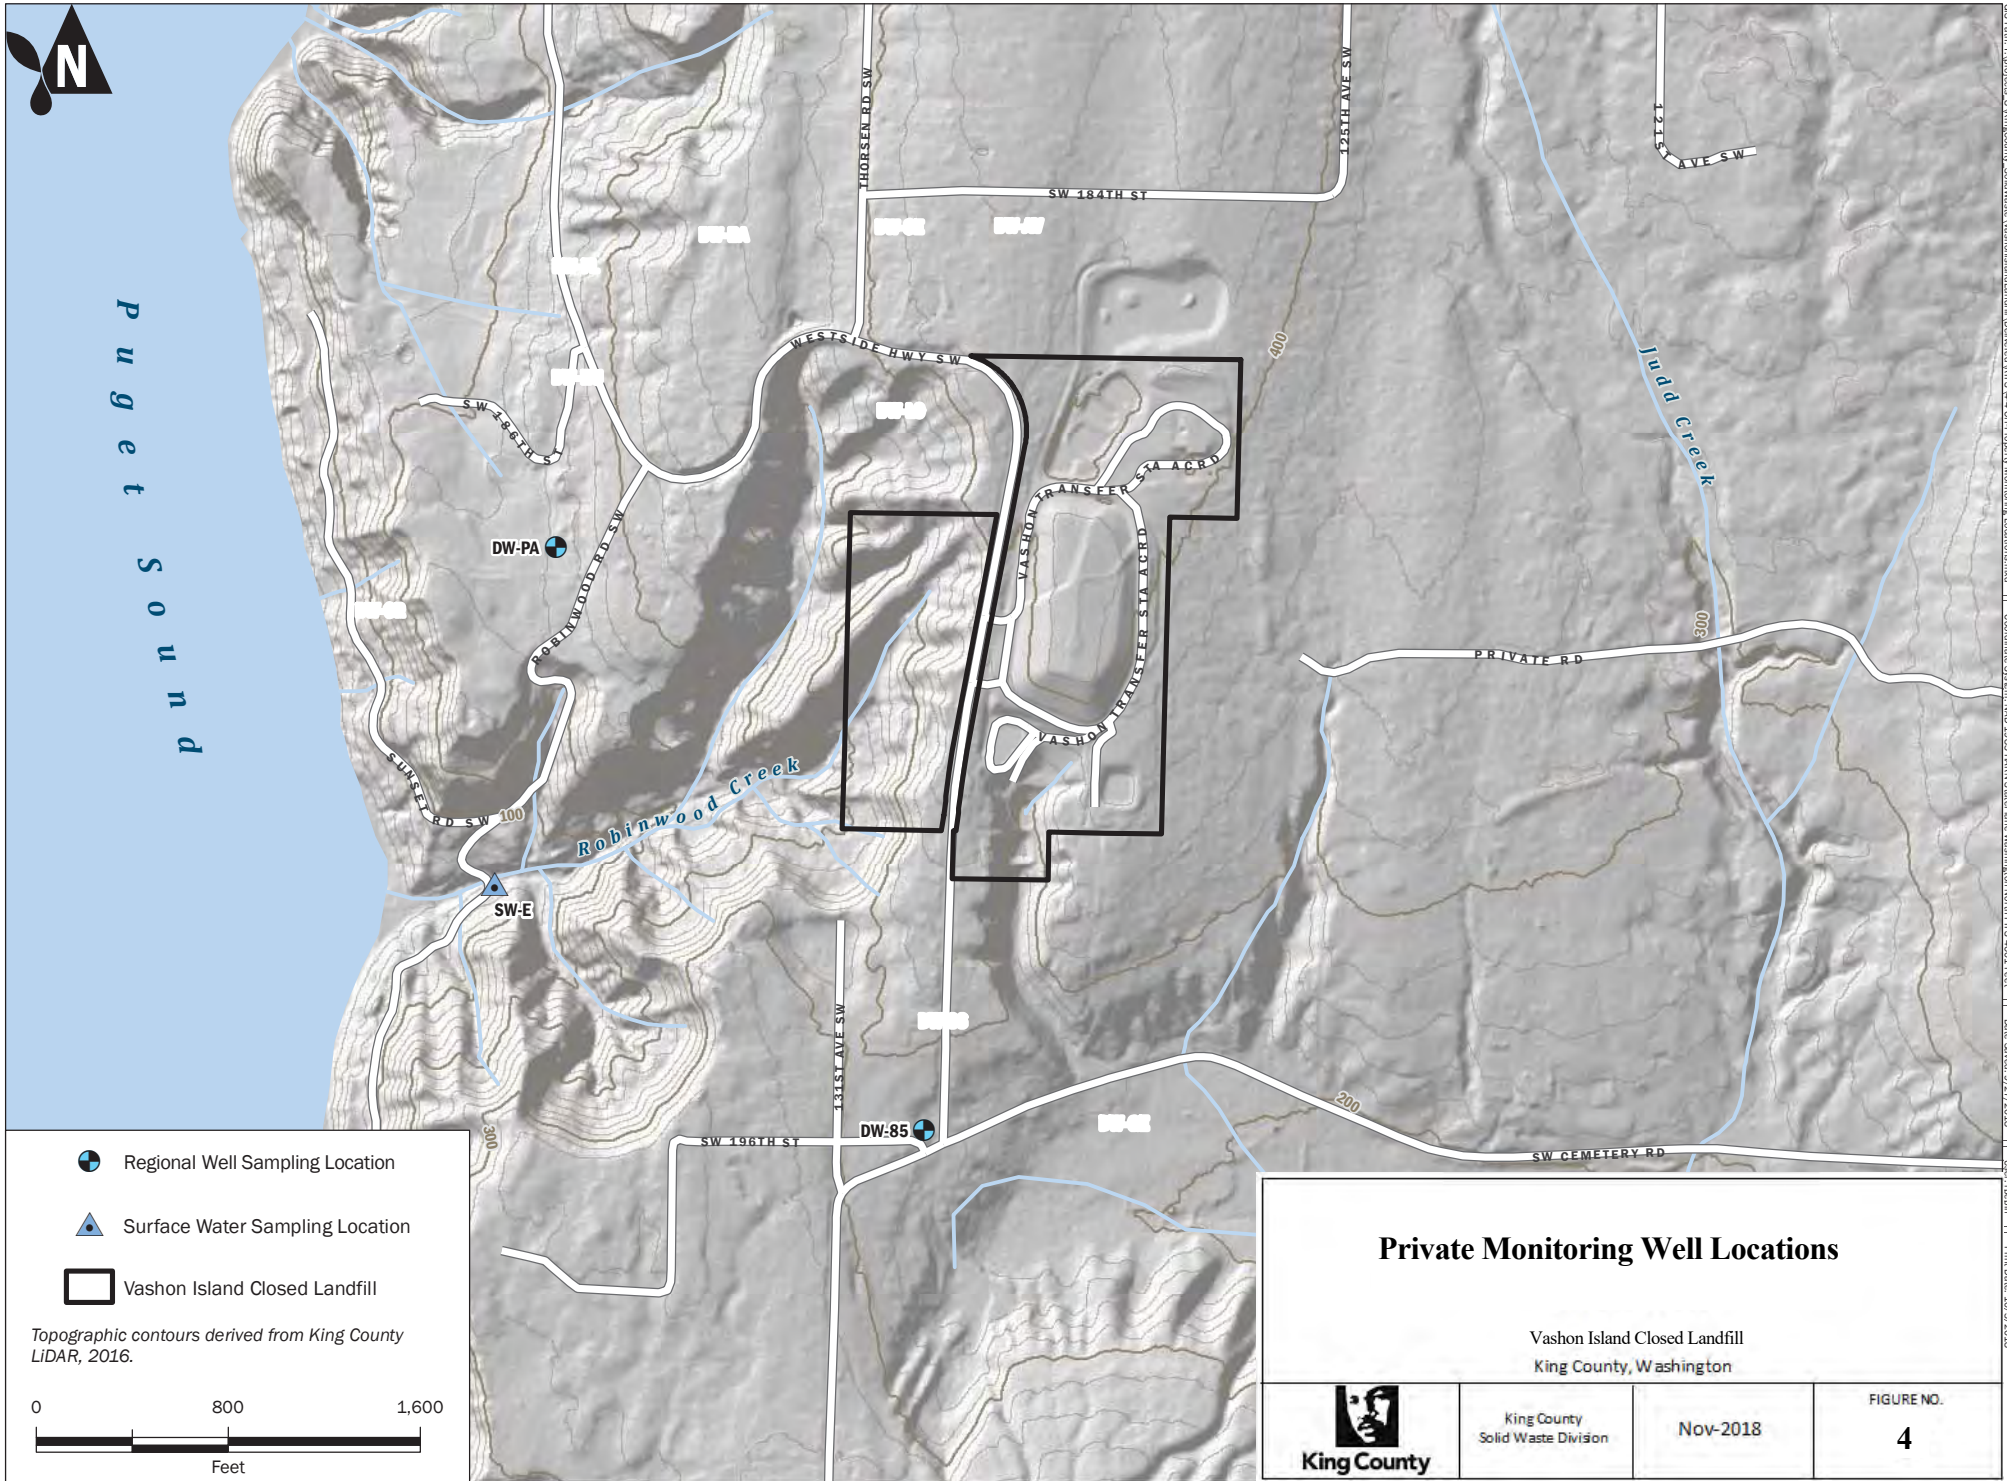 N
THORSEN RD SW
125TH AVE SW
121ST AVE SW
SW 184TH ST
Puget Sound
WESTSIDE HWY SW
400
Judd Creek
SW 186TH ST
VASHON TRANSFER STA ACRD
DW-PA
ROBINWOOD RD SW
VASHON TRANSFER STA ACRD
300
PRIVATE RD
SUNSET RD SW
100
Robinwood Creek
SW-E
131ST AVE SW
DW-85
SW 196TH ST
300
200
SW CEMETERY RD
Regional Well Sampling Location
Surface Water Sampling Location
Vashon Island Closed Landfill
Topographic contours derived from King County
LiDAR, 2016.
0 800 1,600
Feet
Private Monitoring Well Locations
Vashon Island Closed Landfill
King County, Washington
King County
King County
Solid Waste Division
Nov-2018
FIGURE NO.
4